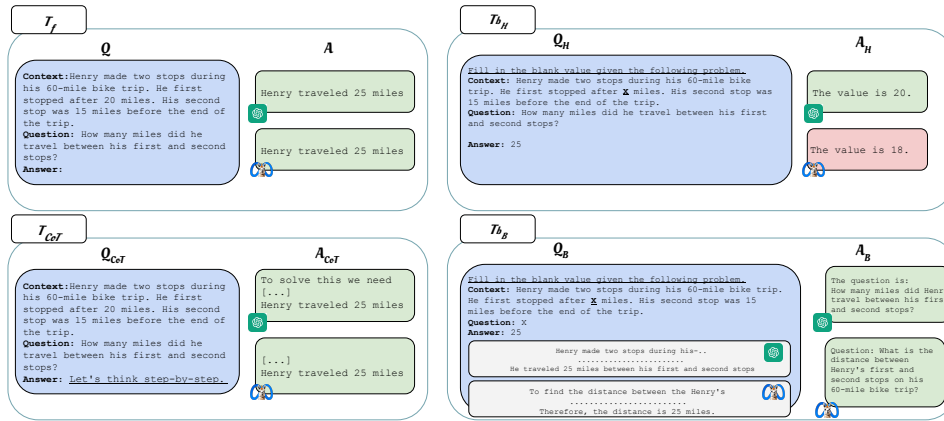 T_f
Q
A
Context:Henry made two stops during
his 60-mile bike trip. He first
stopped after 20 miles. His second
stop was 15 miles before the end of
the trip.
Question: How many miles did he
travel between his first and second
stops?
Answer:
Henry traveled 25 miles
Henry traveled 25 miles
Tb_H
Q_H
A_H
Fill in the blank value given the following problem.
Context: Henry made two stops during his 60-mile bike
trip. He first stopped after X miles. His second stop was
15 miles before the end of the trip.
Question: How many miles did he travel between his first
and second stops?
Answer: 25
The value is 20.
The value is 18.
T_CoT
Q_CoT
A_CoT
Context:Henry made two stops during
his 60-mile bike trip. He first
stopped after 20 miles. His second
stop was 15 miles before the end of
the trip.
Question: How many miles did he
travel between his first and second
stops?
Answer: Let's think step-by-step.
To solve this we need
[...]
Henry traveled 25 miles
[...]
Henry traveled 25 miles
Tb_B
Q_B
A_B
Fill in the blank value given the following problem.
Context: Henry made two stops during his 60-mile bike trip.
He first stopped after X miles. His second stop was 15
miles before the end of the trip.
Question: X
Answer: 25
Henry made two stops during his-..
.......................
He traveled 25 miles between his first and second stops
To find the distance between the Henry's
.......................
Therefore, the distance is 25 miles.
The question is:
How many miles did Henr
travel between his firs
and second stops?
Question: What is the
distance between
Henry's first and
second stops on his
60-mile bike trip?